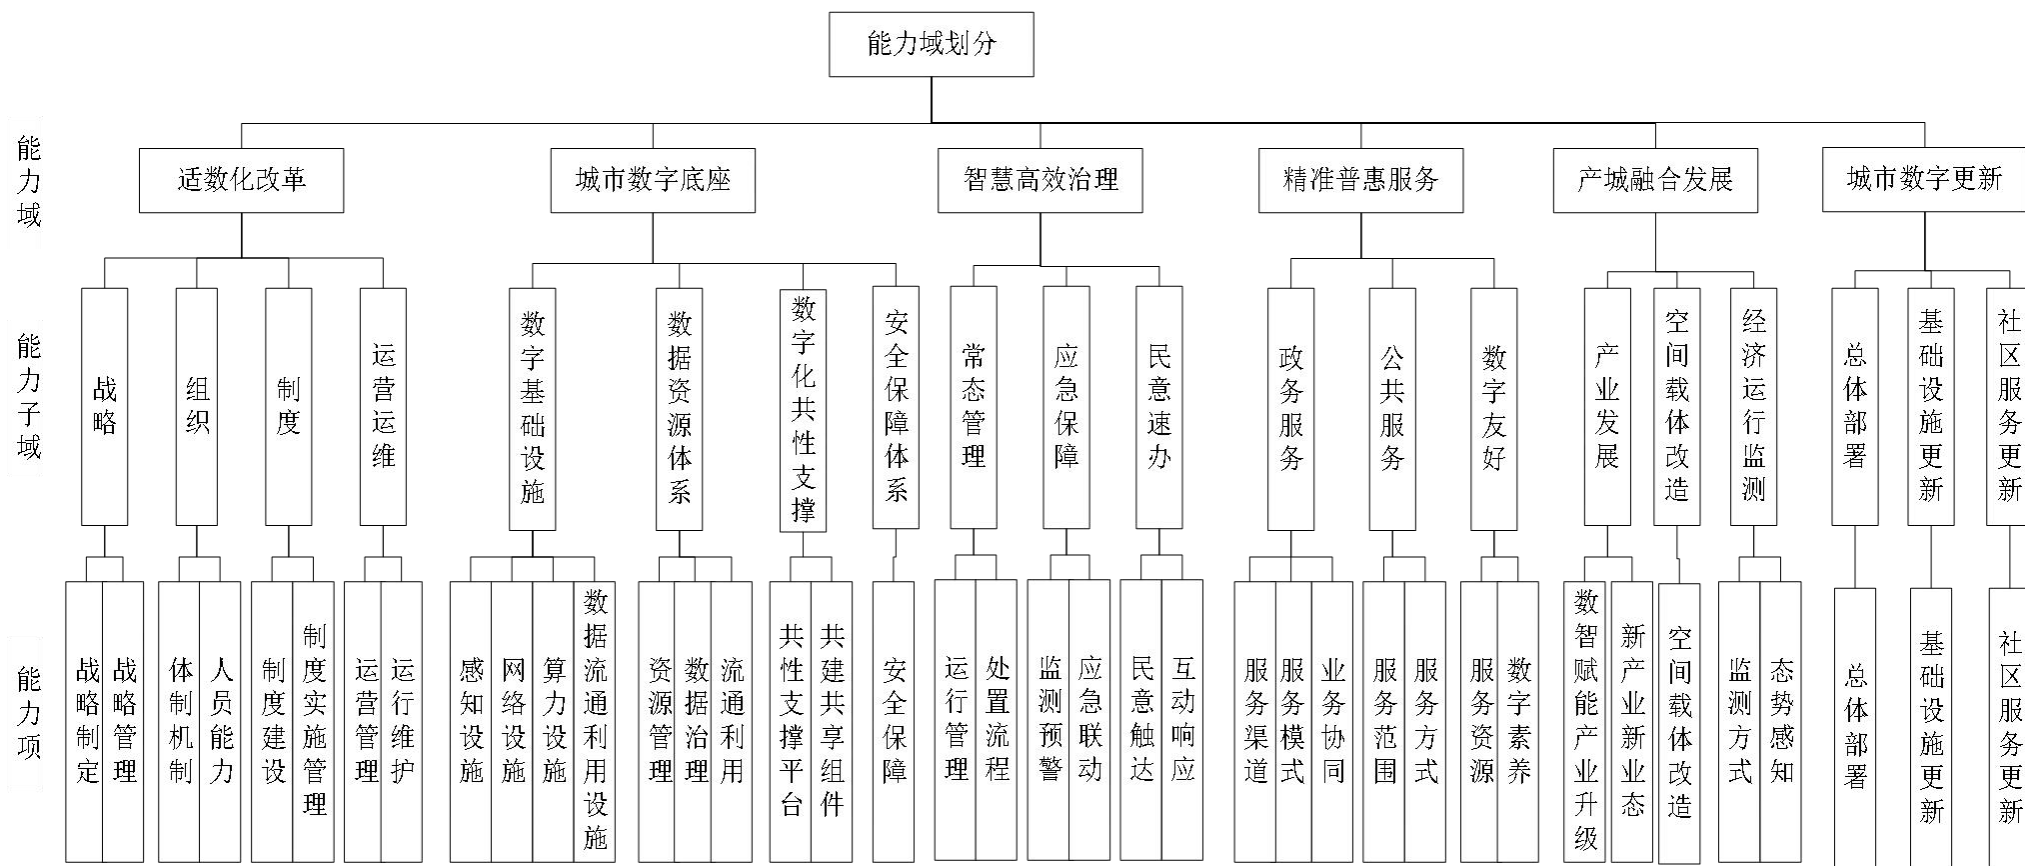 能力域划分
能力域
适数化改革
城市数字底座
智慧高效治理
精准普惠服务
产城融合发展
城市数字更新
能力子域
战略
组织
制度
运营运维
数字基础设施
数据资源体系
数字化共性支撑
安全保障体系
常态管理
应急保障
民意速办
政务服务
公共服务
数字友好
产业发展
空间载体改造
经济运行监测
总体部署
基础设施更新
社区服务更新
能力项
战略制定
战略管理
体制机制
人员能力
制度建设
制度实施管理
运营管理
运行维护
感知设施
网络设施
算力设施
数据流通利用设施
资源管理
数据治理
流通利用
共性支撑平台
共建共享组件
安全保障
运行管理
处置流程
监测预警
应急联动
民意触达
互动响应
服务渠道
服务模式
业务协同
服务范围
服务方式
服务资源
数字素养
数智赋能产业升级
新产业新业态
空间载体改造
监测方式
态势感知
总体部署
基础设施更新
社区服务更新